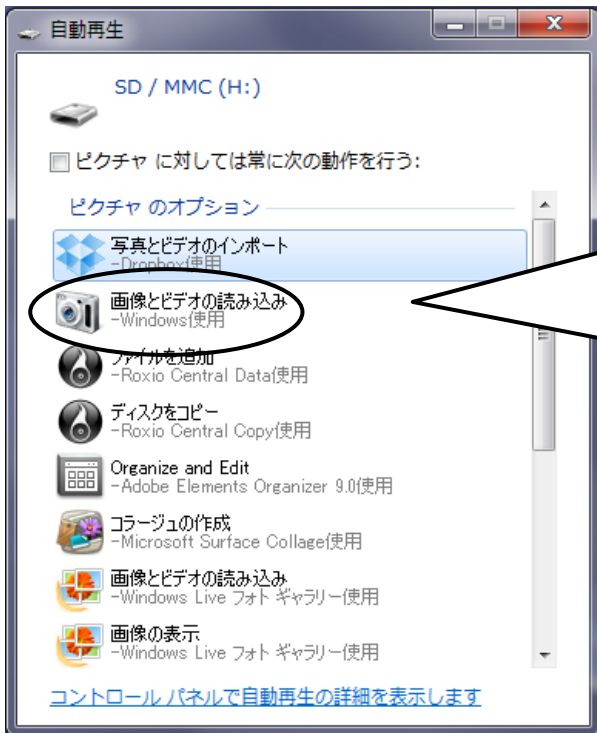 自動再生
SD / MMC (H:)
ピクチャ に対しては常に次の動作を行う:
ピクチャ のオプション
写真とビデオのインポート
-Dropbox使用
画像とビデオの読み込み
-Windows使用
ファイルを追加
-Roxio Central Data使用
ディスクをコピー
-Roxio Central Copy使用
Organize and Edit
-Adobe Elements Organizer 9.0使用
コラージュの作成
-Microsoft Surface Collage使用
画像とビデオの読み込み
-Windows Live フォト ギャラリー使用
画像の表示
-Windows Live フォト ギャラリー使用
コントロール パネルで自動再生の詳細を表示します